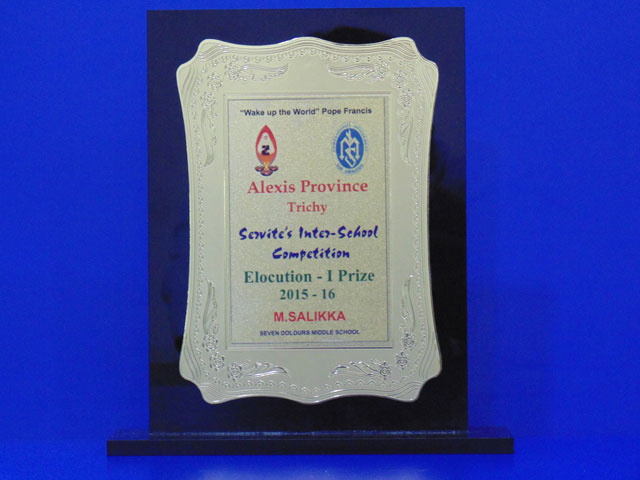 "Wake up the World" Pope Francis
Alexis Province
Trichy
Servite's Inter-School
Competition
Elocution - I Prize
2015 - 16
M.SALIKKA
SEVEN DOLOURS MIDDLE SCHOOL